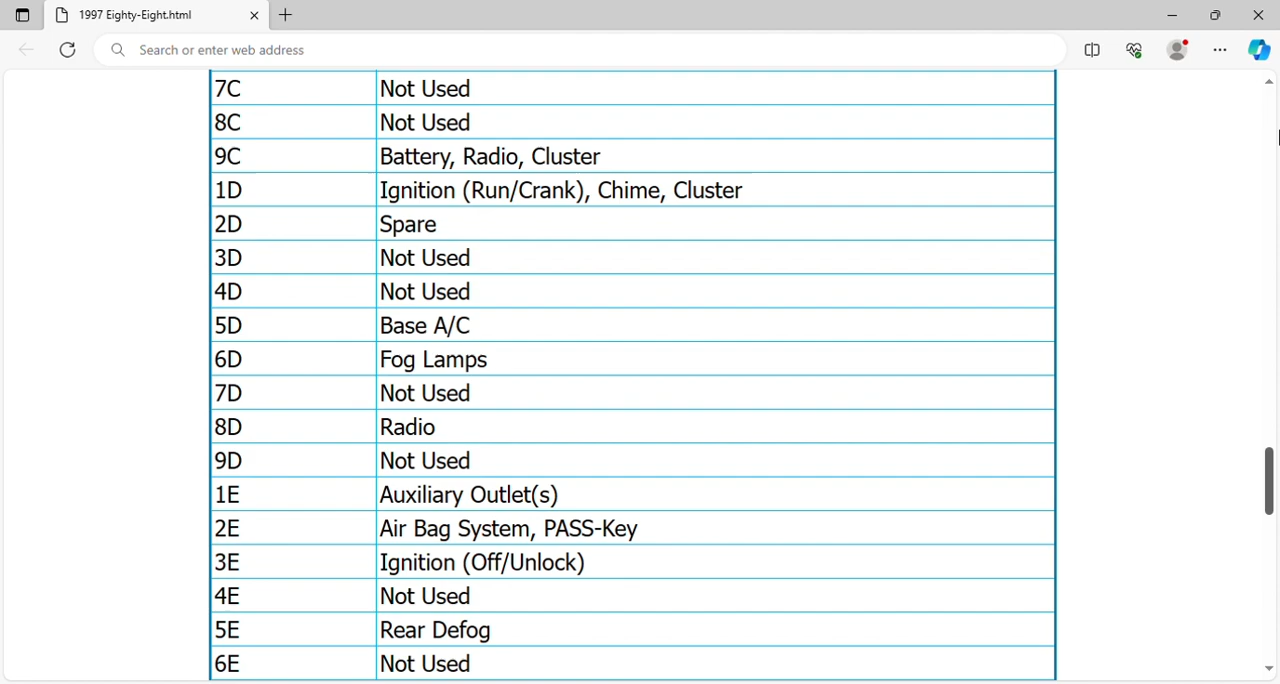 1997 Eighty-Eight.html
Search or enter web address
7C Not Used
8C Not Used
9C Battery, Radio, Cluster
1D Ignition (Run/Crank), Chime, Cluster
2D Spare
3D Not Used
4D Not Used
5D Base A/C
6D Fog Lamps
7D Not Used
8D Radio
9D Not Used
1E Auxiliary Outlet(s)
2E Air Bag System, PASS-Key
3E Ignition (Off/Unlock)
4E Not Used
5E Rear Defog
6E Not Used